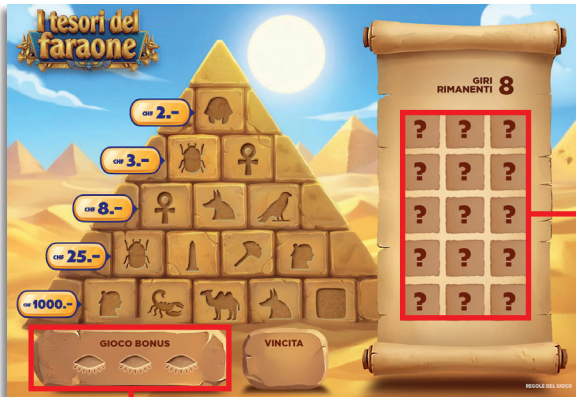 I tesori del
faraone
GIRI
RIMANENTI 8
CHF 2.–
CHF 3.–
CHF 8.–
CHF 25.–
CHF 1000.–
? ? ?
? ? ?
? ? ?
? ? ?
? ? ?
GIOCO BONUS
VINCITA
REGOLE DEL GIOCO